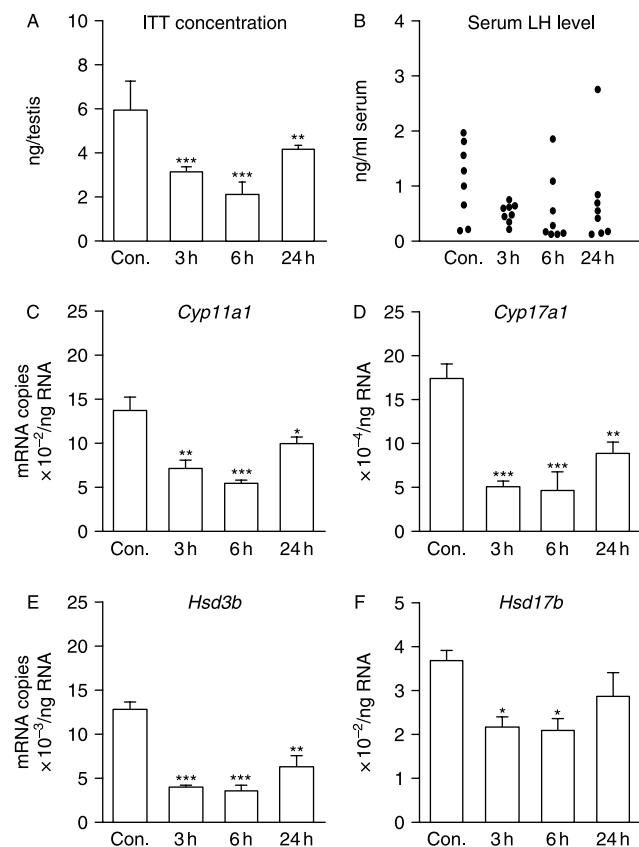 A ITT concentration
ng/testis
8
6
4
2
0
***
***
**
Con. 3 h 6 h 24 h
B Serum LH level
ng/ml serum
4
3
2
1
0
Con. 3 h 6 h 24 h
C Cyp11a1
mRNA copies
×10⁻²/ng RNA
25
20
15
10
5
0
**
***
*
Con. 3 h 6 h 24 h
D Cyp17a1
×10⁻⁴/ng RNA
25
20
15
10
5
0
***
***
**
Con. 3 h 6 h 24 h
E Hsd3b
mRNA copies
×10⁻³/ng RNA
25
20
15
10
5
0
***
***
**
Con. 3 h 6 h 24 h
F Hsd17b
×10⁻²/ng RNA
5
4
3
2
1
0
*
*
Con. 3 h 6 h 24 h